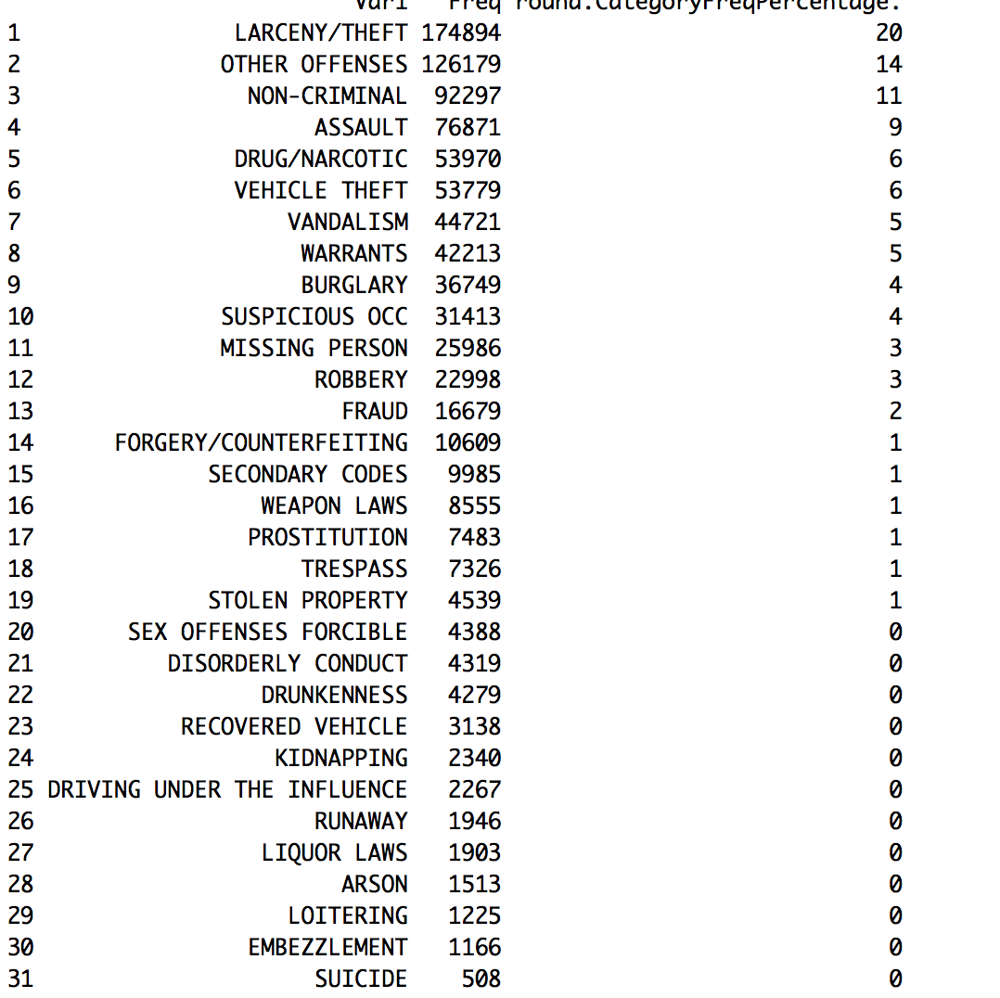 Var1 Freq round.CategoryFreqPercentage.
1 LARCENY/THEFT 174894 20
2 OTHER OFFENSES 126179 14
3 NON-CRIMINAL 92297 11
4 ASSAULT 76871 9
5 DRUG/NARCOTIC 53970 6
6 VEHICLE THEFT 53779 6
7 VANDALISM 44721 5
8 WARRANTS 42213 5
9 BURGLARY 36749 4
10 SUSPICIOUS OCC 31413 4
11 MISSING PERSON 25986 3
12 ROBBERY 22998 3
13 FRAUD 16679 2
14 FORGERY/COUNTERFEITING 10609 1
15 SECONDARY CODES 9985 1
16 WEAPON LAWS 8555 1
17 PROSTITUTION 7483 1
18 TRESPASS 7326 1
19 STOLEN PROPERTY 4539 1
20 SEX OFFENSES FORCIBLE 4388 0
21 DISORDERLY CONDUCT 4319 0
22 DRUNKENNESS 4279 0
23 RECOVERED VEHICLE 3138 0
24 KIDNAPPING 2340 0
25 DRIVING UNDER THE INFLUENCE 2267 0
26 RUNAWAY 1946 0
27 LIQUOR LAWS 1903 0
28 ARSON 1513 0
29 LOITERING 1225 0
30 EMBEZZLEMENT 1166 0
31 SUICIDE 508 0